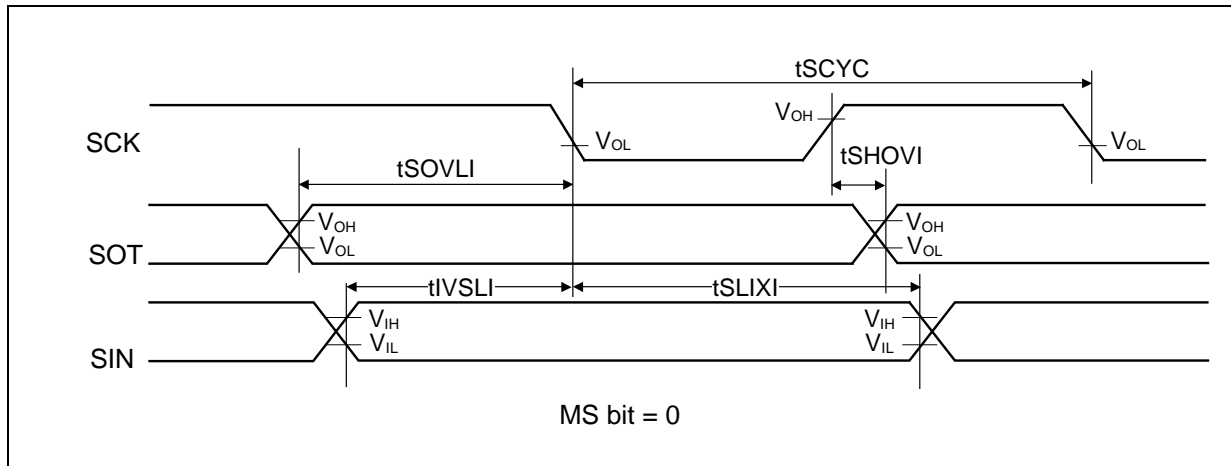 tSCYC
SCK
VOL
VOH
VOL
tSHOVI
tSOVLI
SOT
VOH
VOL
VOH
VOL
tIVSLI
tSLIXI
SIN
VIH
VIL
VIH
VIL
MS bit = 0